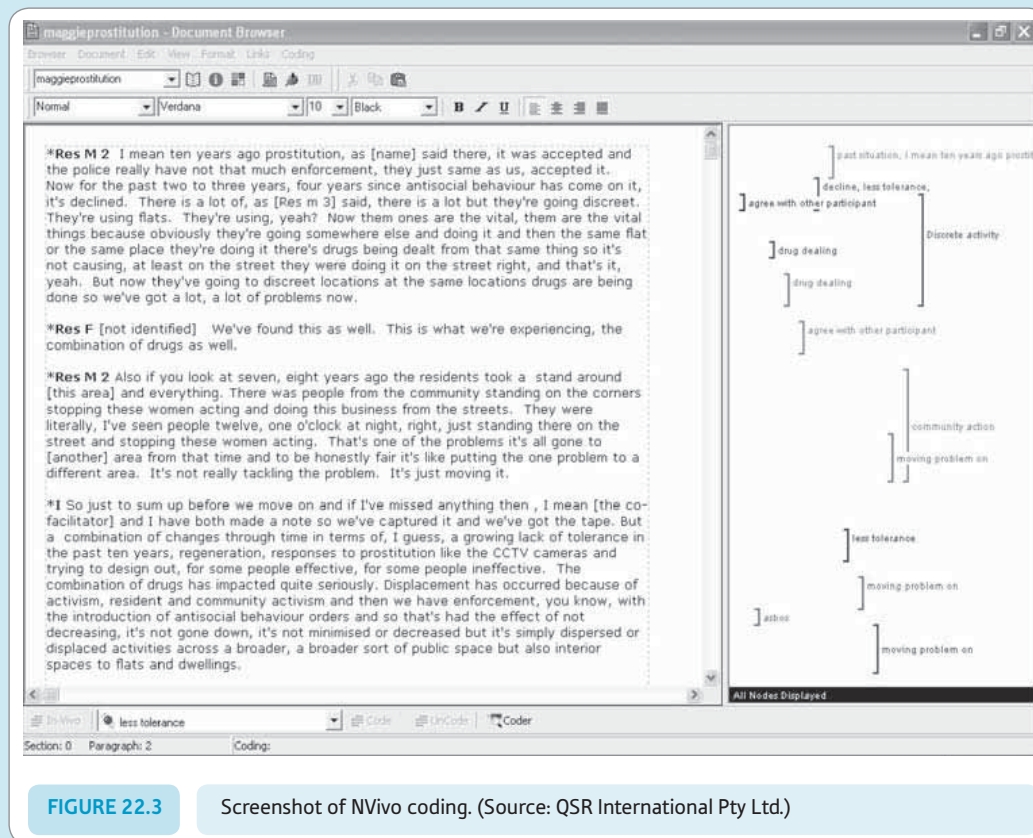 maggieprostitution - Document Browser
Browser Document Edit View Format Links Coding
maggieprostitution
Normal Verdana 10 Black B I U
*Res M 2 I mean ten years ago prostitution, as [name] said there, it was accepted and
the police really have not that much enforcement, they just same as us, accepted it.
Now for the past two to three years, four years since antisocial behaviour has come on it,
it's declined. There is a lot of, as [Res m 3] said, there is a lot but they're going discreet.
They're using flats. They're using, yeah? Now them ones are the vital, them are the vital
things because obviously they're going somewhere else and doing it and then the same flat
or the same place they're doing it there's drugs being dealt from that same thing so it's
not causing, at least on the street they were doing it on the street right, and that's it,
yeah. But now they've going to discreet locations at the same locations drugs are being
done so we've got a lot, a lot of problems now.
*Res F [not identified] We've found this as well. This is what we're experiencing, the
combination of drugs as well.
*Res M 2 Also if you look at seven, eight years ago the residents took a stand around
[this area] and everything. There was people from the community standing on the corners
stopping these women acting and doing this business from the streets. They were
literally, I've seen people twelve, one o'clock at night, right, just standing there on the
street and stopping these women acting. That's one of the problems it's all gone to
[another] area from that time and to be honestly fair it's like putting the one problem to a
different area. It's not really tackling the problem. It's just moving it.
*I So just to sum up before we move on and if I've missed anything then , I mean [the co-
facilitator] and I have both made a note so we've captured it and we've got the tape. But
a combination of changes through time in terms of, I guess, a growing lack of tolerance in
the past ten years, regeneration, responses to prostitution like the CCTV cameras and
trying to design out, for some people effective, for some people ineffective. The
combination of drugs has impacted quite seriously. Displacement has occurred because of
activism, resident and community activism and then we have enforcement, you know, with
the introduction of antisocial behaviour orders and so that's had the effect of not
decreasing, it's not gone down, it's not minimised or decreased but it's simply dispersed or
displaced activities across a broader, a broader sort of public space but also interior
spaces to flats and dwellings.
past situation, I mean ten years ago prostit
decline, less tolerance,
agree with other participant
Discrete activity
drug dealing
drug dealing
agree with other participant
community action
moving problem on
less tolerance
moving problem on
asbos
moving problem on
All Nodes Displayed
In-Vivo less tolerance Code UnCode Coder
Section: 0 Paragraph: 2 Coding:
FIGURE 22.3 Screenshot of NVivo coding. (Source: QSR International Pty Ltd.)